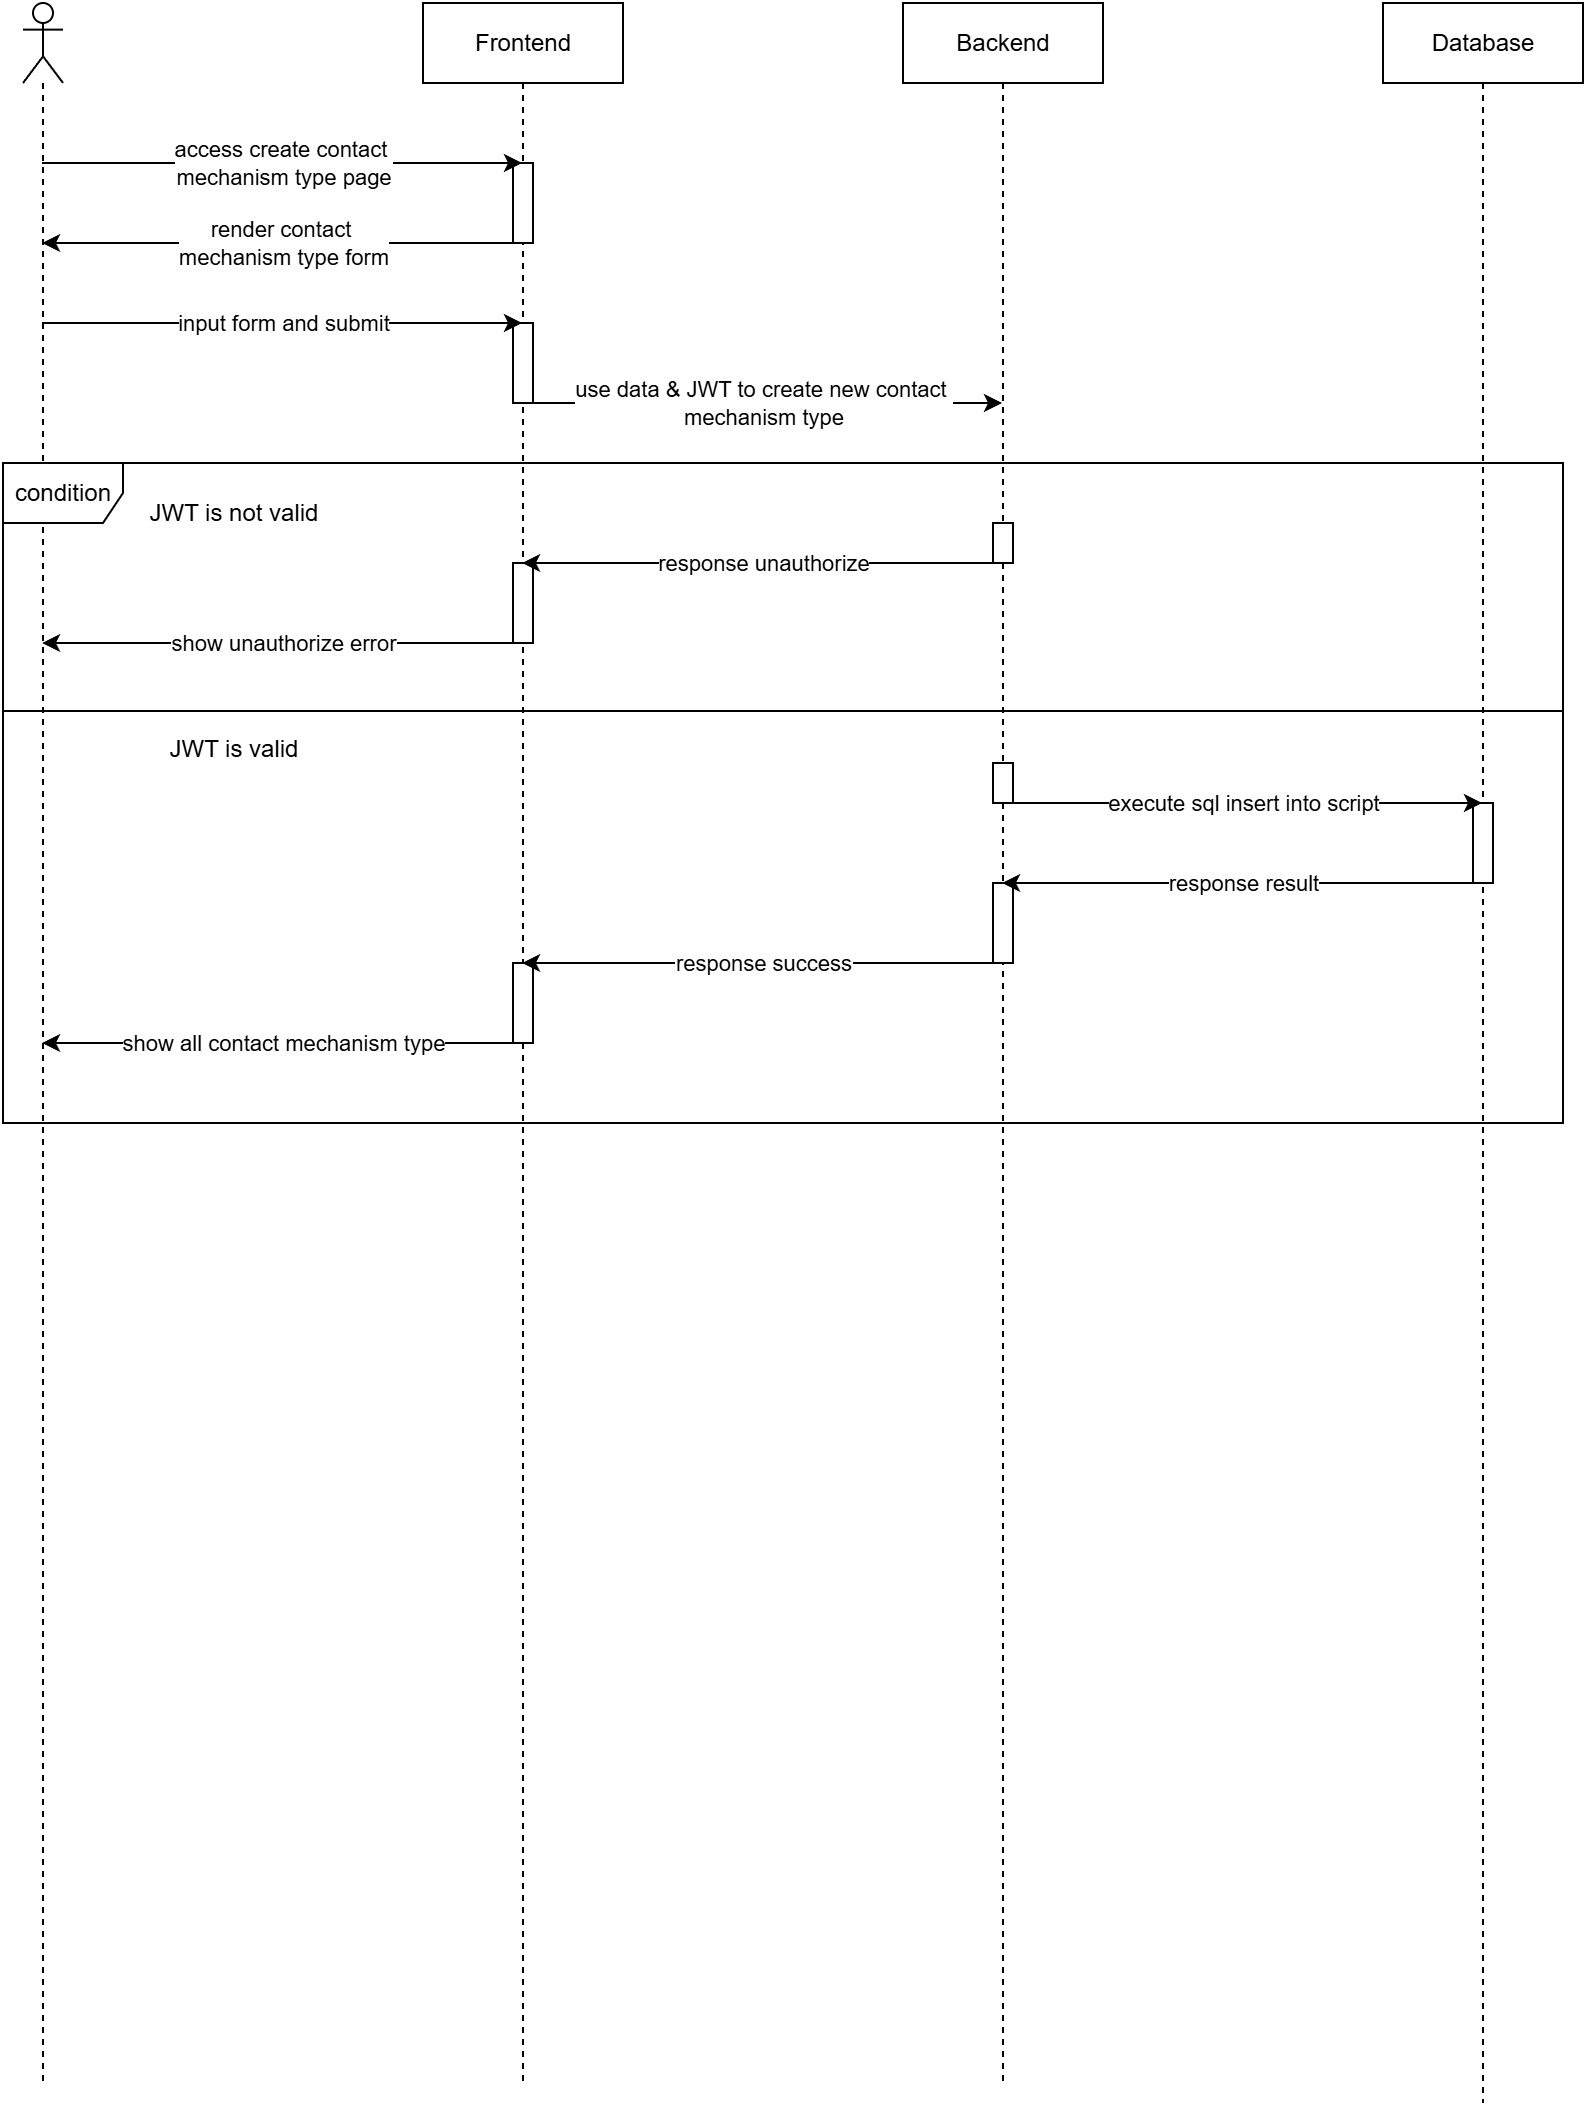 Frontend
Backend
Database
access create contact
mechanism type page
render contact
mechanism type form
input form and submit
use data & JWT to create new contact
mechanism type
condition
JWT is not valid
response unauthorize
show unauthorize error
JWT is valid
execute sql insert into script
response result
response success
show all contact mechanism type